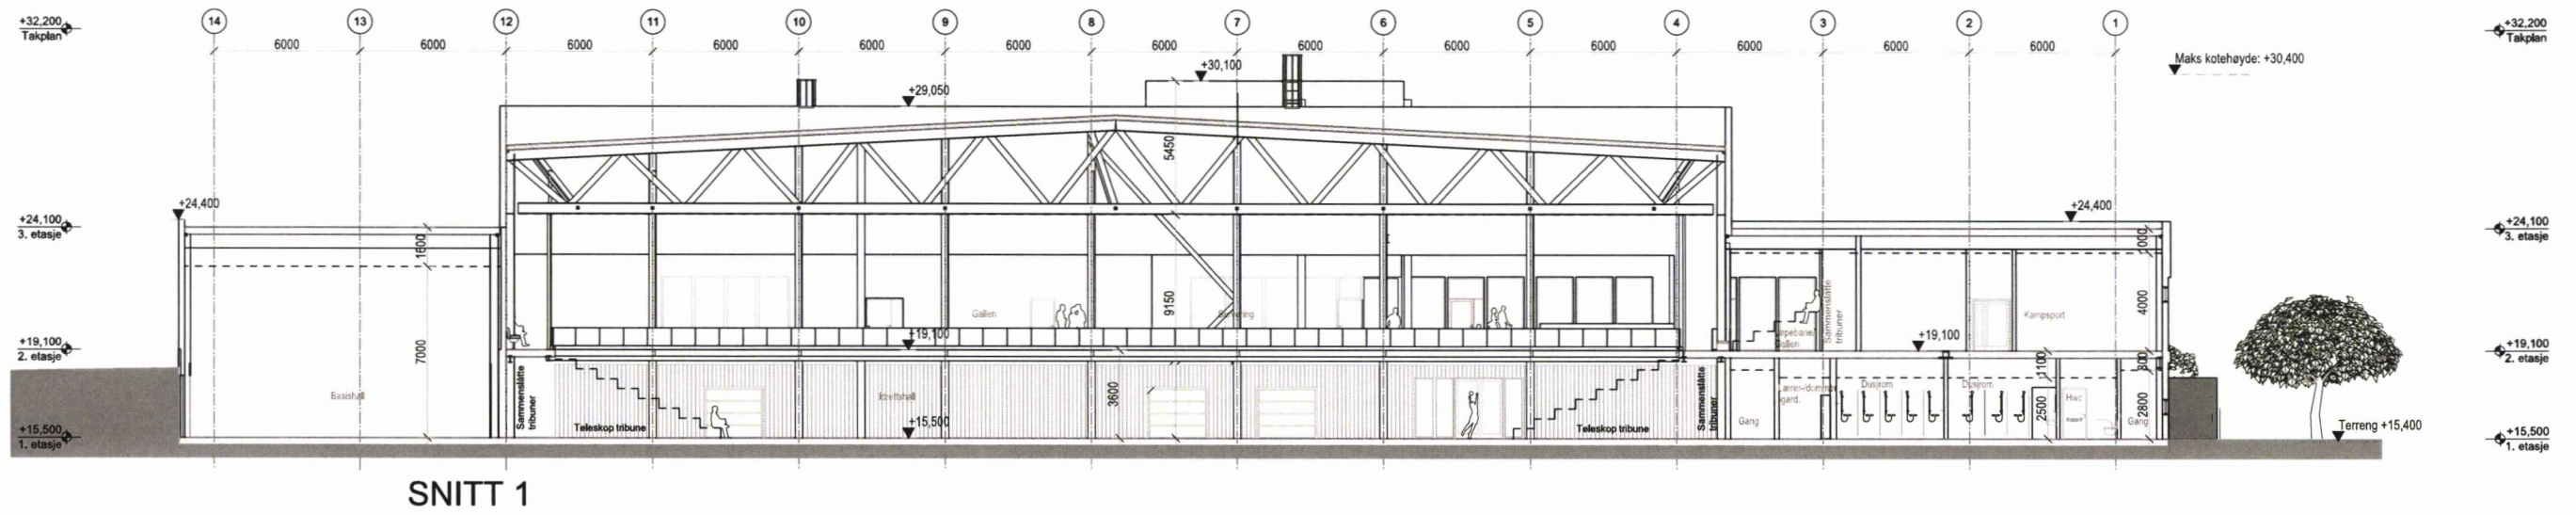 14 13 12 11 10 9 8 7 6 5 4 3 2 1
+32,200
Takplan
+32,200
Takplan
6000 6000 6000 6000 6000 6000 6000 6000 6000 6000 6000 6000 6000
Maks kotehøyde: +30,400
+30,100
+29,050
5450
+24,400
+24,400
+24,100
3. etasje
+24,100
3. etasje
1600
1000
9150
4000
Galleri
Kampsport
Sammenslåtte
tribuner
Galleri
+19,100
+19,100
+19,100
2. etasje
+19,100
2. etasje
7000
3600
1100
800
2500
2800
Basishall
Idrettshall
Sammenslåtte
tribuner
Sammenslåtte
tribuner
Dusjrom
Dusjrom
gard.
Hwc
Gang
Gang
Teleskop tribune
Teleskop tribune
+15,500
+15,500
1. etasje
+15,500
1. etasje
Terreng +15,400
SNITT 1